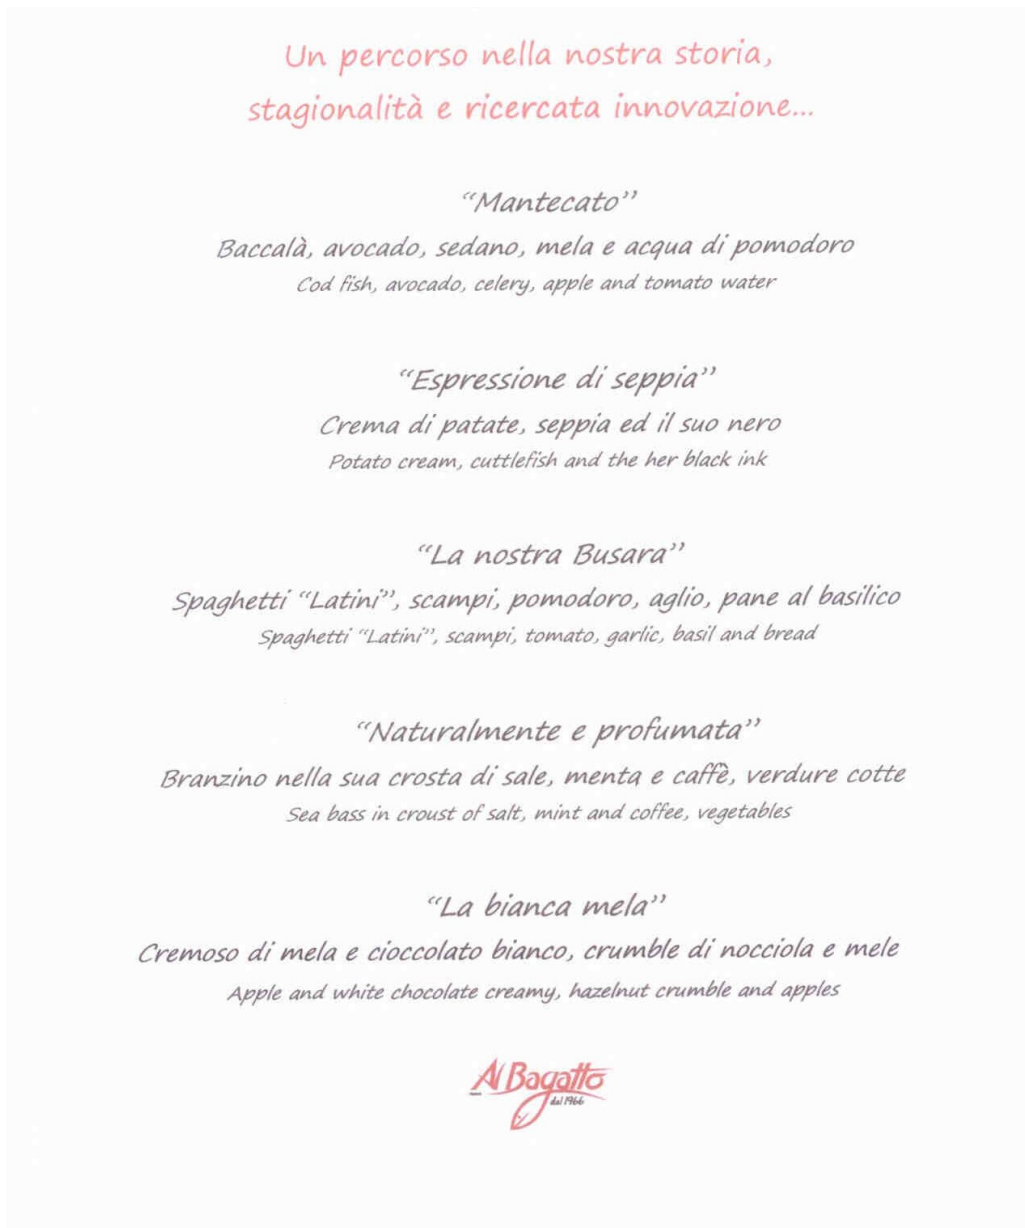 Un percorso nella nostra storia,
stagionalità e ricercata innovazione...
“Mantecato”
Baccalà, avocado, sedano, mela e acqua di pomodoro
Cod fish, avocado, celery, apple and tomato water
“Espressione di seppia”
Crema di patate, seppia ed il suo nero
Potato cream, cuttlefish and the her black ink
“La nostra Busara”
Spaghetti “Latini”, scampi, pomodoro, aglio, pane al basilico
Spaghetti “Latini”, scampi, tomato, garlic, basil and bread
“Naturalmente e profumata”
Branzino nella sua crosta di sale, menta e caffè, verdure cotte
Sea bass in croust of salt, mint and coffee, vegetables
“La bianca mela”
Cremoso di mela e cioccolato bianco, crumble di nocciola e mele
Apple and white chocolate creamy, hazelnut crumble and apples
Al Bagatto
dal 1966